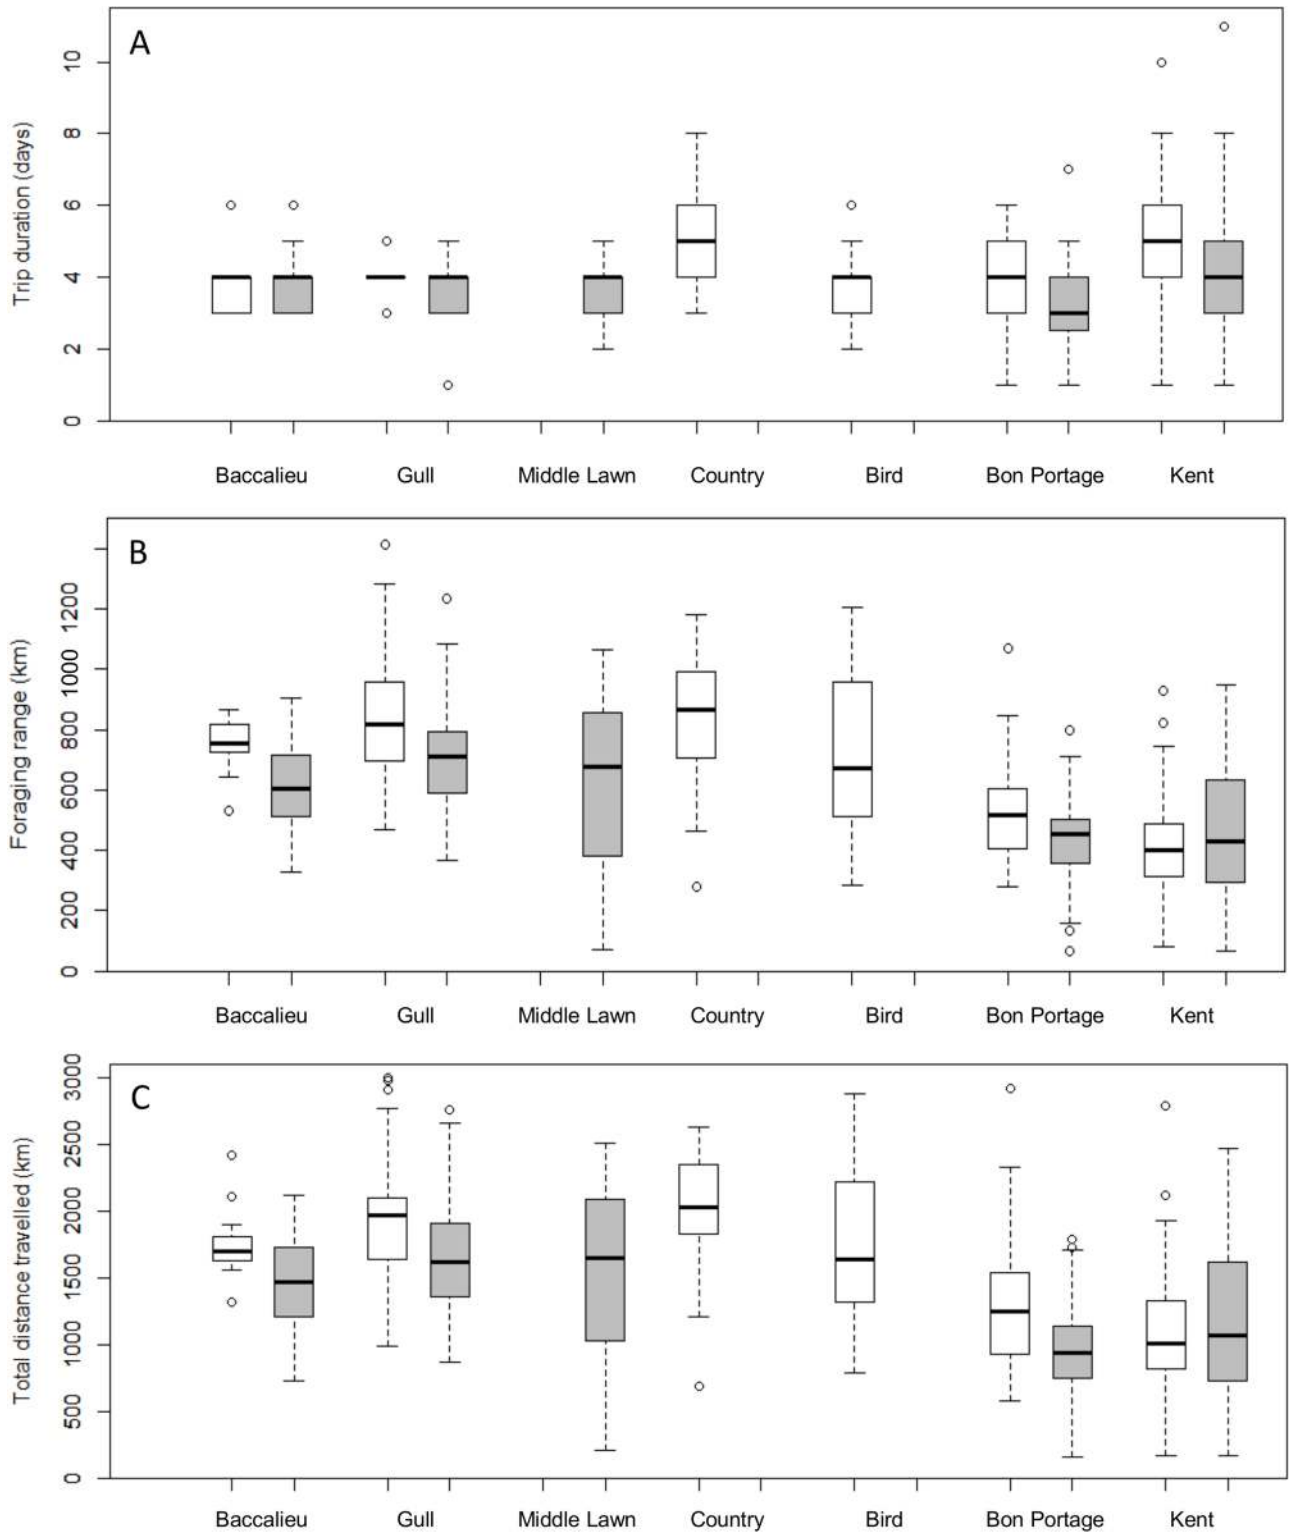 A
Trip duration (days)
10
8
6
4
2
0
Baccalieu Gull Middle Lawn Country Bird Bon Portage Kent
B
Foraging range (km)
1200
1000
800
600
400
200
0
Baccalieu Gull Middle Lawn Country Bird Bon Portage Kent
C
Total distance travelled (km)
3000
2500
2000
1500
1000
500
0
Baccalieu Gull Middle Lawn Country Bird Bon Portage Kent